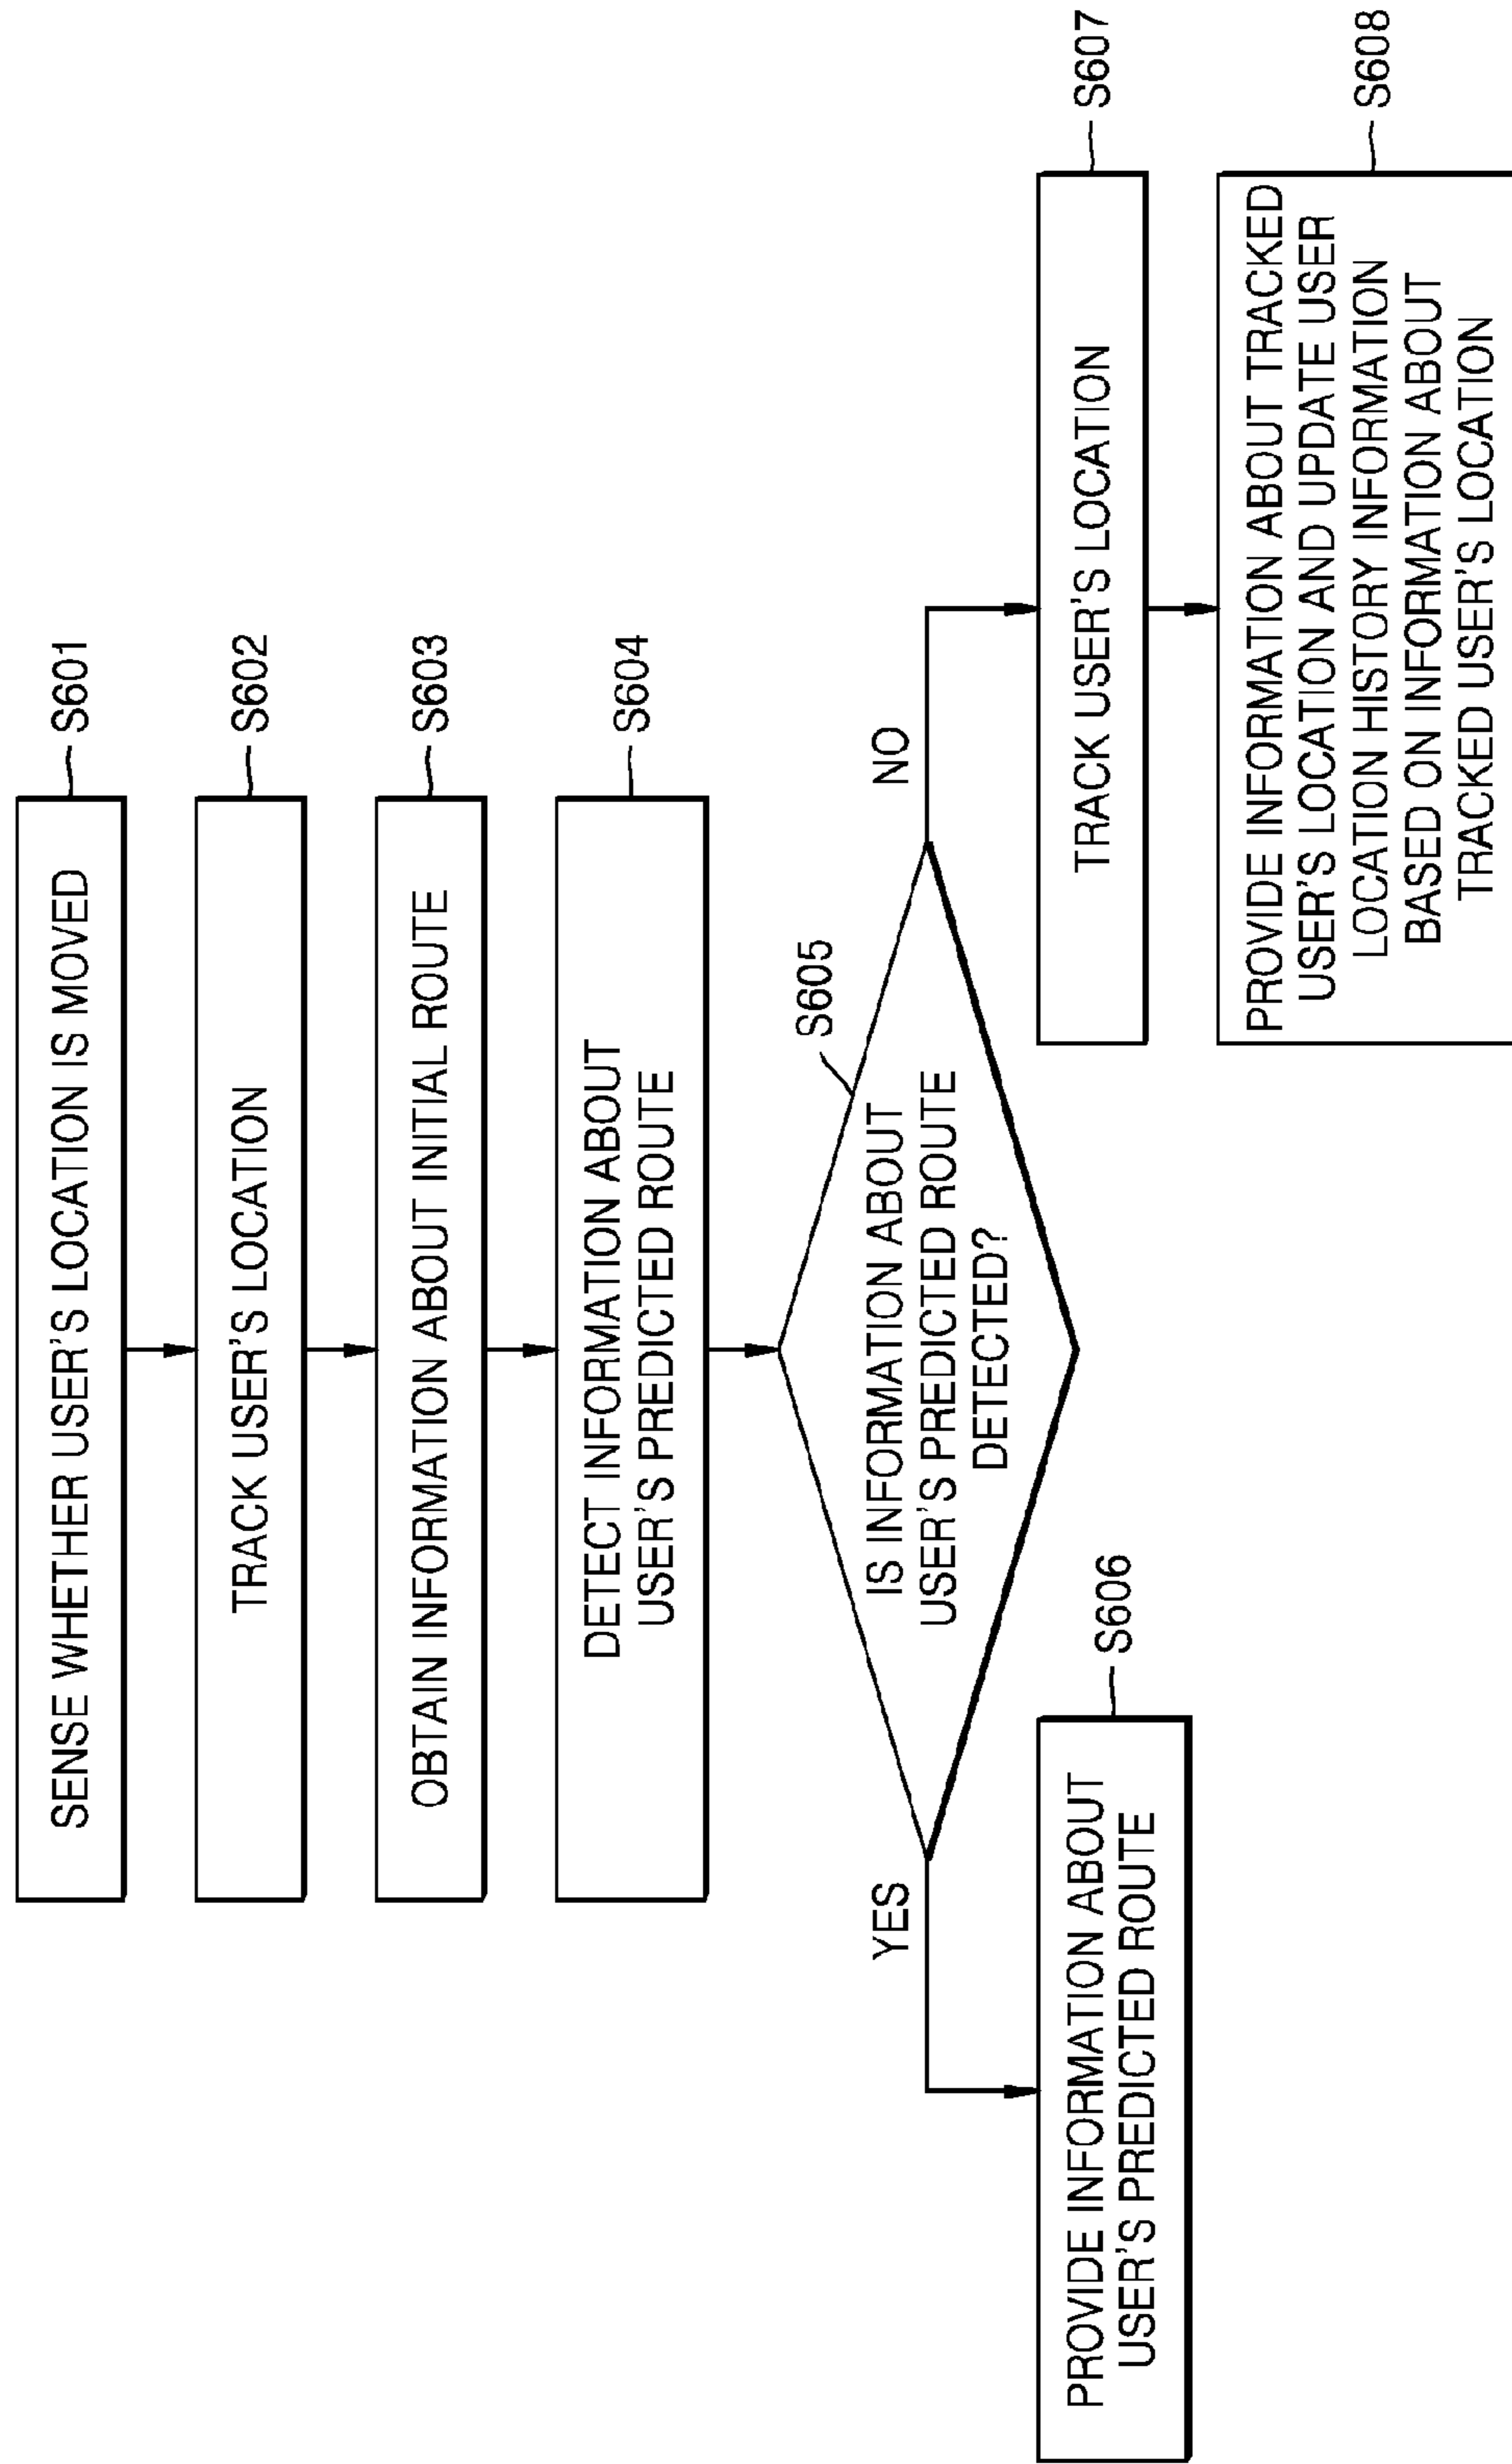 SENSE WHETHER USER'S LOCATION IS MOVED
S601
TRACK USER'S LOCATION
S602
OBTAIN INFORMATION ABOUT INITIAL ROUTE
S603
DETECT INFORMATION ABOUT
USER'S PREDICTED ROUTE
S604
S605
IS INFORMATION ABOUT
USER'S PREDICTED ROUTE
DETECTED?
YES
NO
PROVIDE INFORMATION ABOUT
USER'S PREDICTED ROUTE
S606
TRACK USER'S LOCATION
S607
PROVIDE INFORMATION ABOUT TRACKED
USER'S LOCATION AND UPDATE USER
LOCATION HISTORY INFORMATION
BASED ON INFORMATION ABOUT
TRACKED USER'S LOCATION
S608